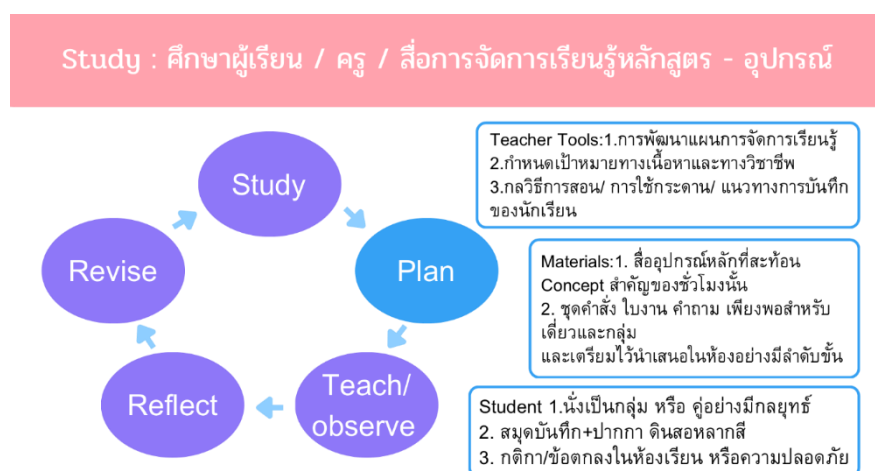 Study : ศึกษาผู้เรียน / ครู / สื่อการจัดการเรียนรู้หลักสูตร - อุปกรณ์
Study
Plan
Teach/
observe
Reflect
Revise
Teacher Tools:1.การพัฒนาแผนการจัดการเรียนรู้
2.กำหนดเป้าหมายทางเนื้อหาและทางวิชาชีพ
3.กลวิธีการสอน/ การใช้กระดาน/ แนวทางการบันทึก
ของนักเรียน
Materials:1. สื่ออุปกรณ์หลักที่สะท้อน
Concept สำคัญของชั่วโมงนั้น
2. ชุดคำสั่ง ใบงาน คำถาม เพียงพอสำหรับ
เดี่ยวและกลุ่ม
และเตรียมไว้นำเสนอในห้องอย่างมีลำดับขั้น
Student 1.นั่งเป็นกลุ่ม หรือ คู่อย่างมีกลยุทธ์
2. สมุดบันทึก+ปากกา ดินสอหลากสี
3. กติกา/ข้อตกลงในห้องเรียน หรือความปลอดภัย